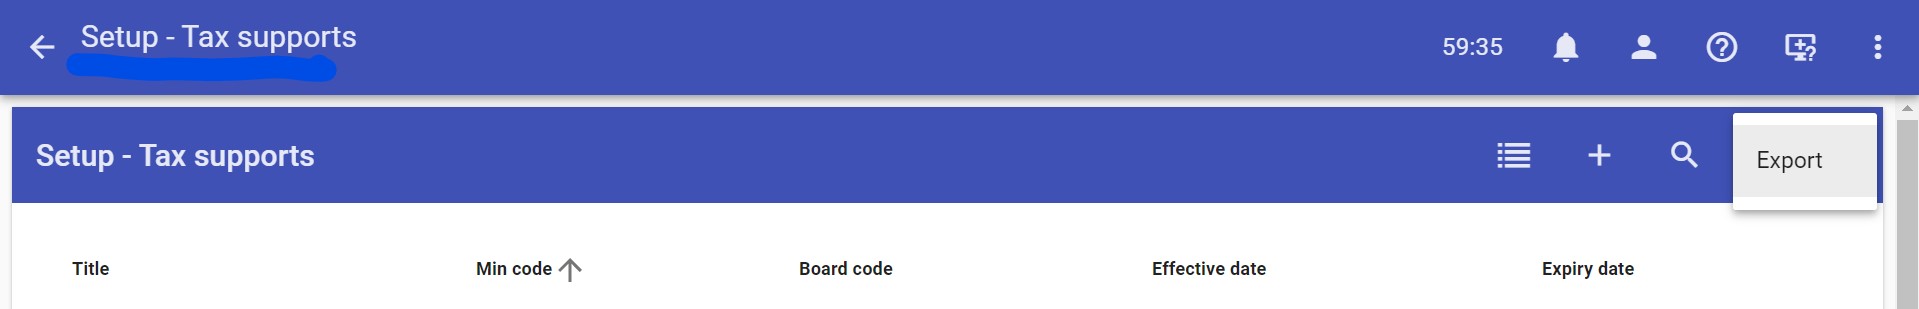 Setup - Tax supports
59:35
Setup - Tax supports
Export
Title Min code Board code Effective date Expiry date